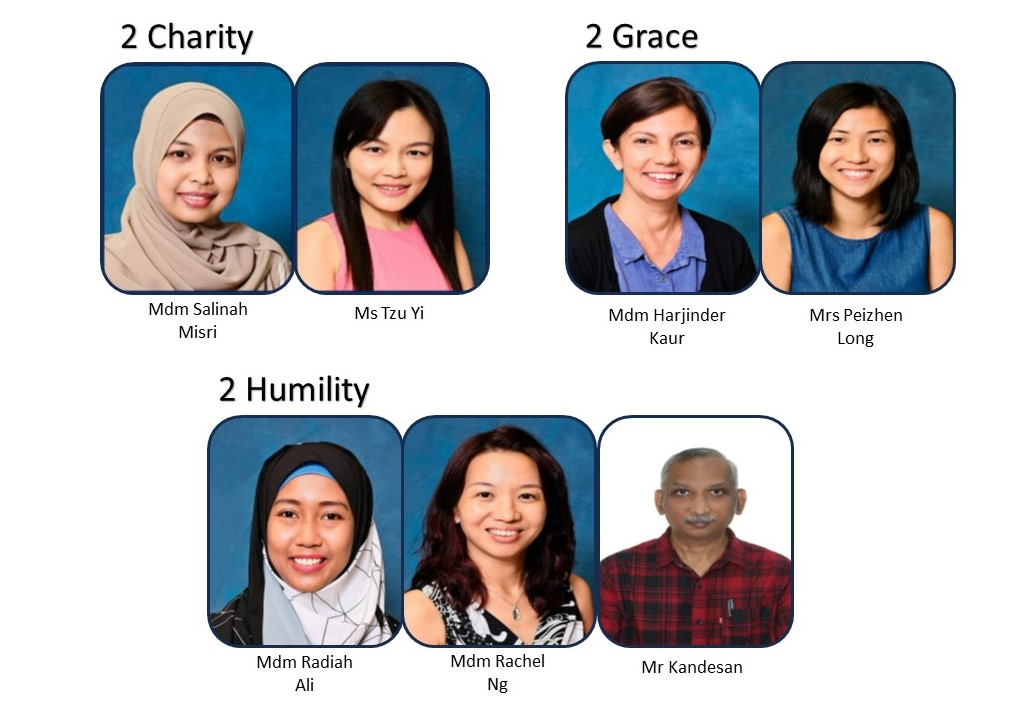 2 Charity
2 Grace
Mdm Salinah
Misri
Ms Tzu Yi
Mdm Harjinder
Kaur
Mrs Peizhen
Long
2 Humility
Mdm Radiah
Ali
Mdm Rachel
Ng
Mr Kandesan